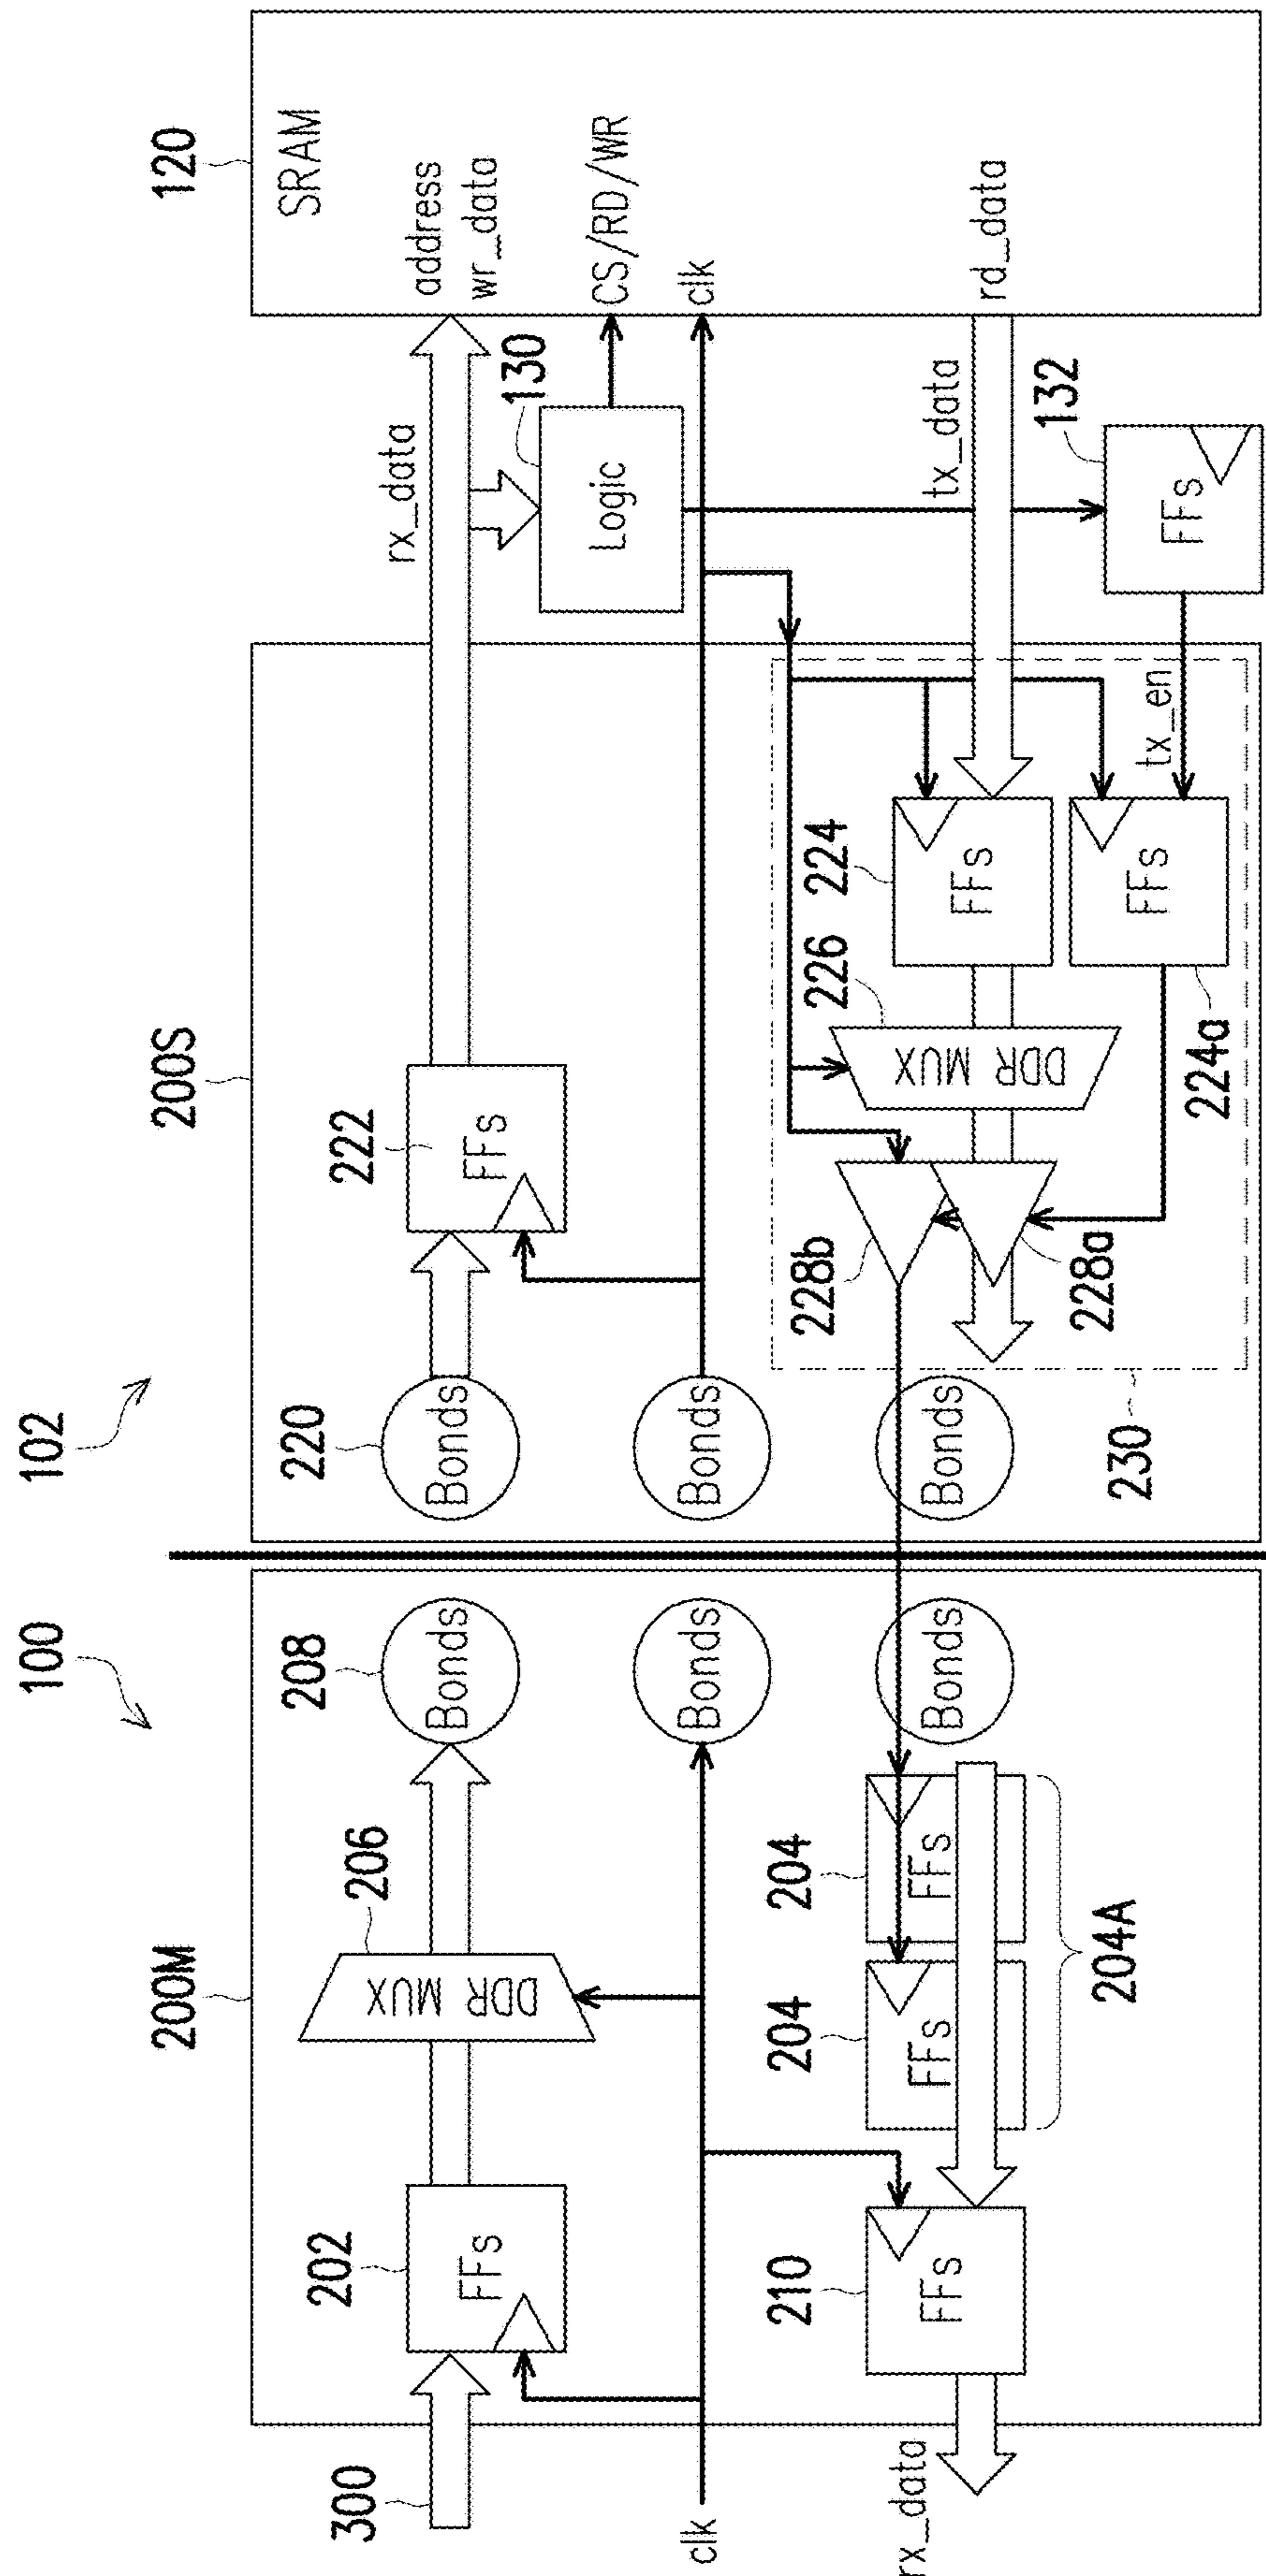 100
102
200M
200S
120
300
202
FFs
206
DDR MUX
208
Bonds
220
Bonds
222
FFs
rx_data
SRAM
address
wr_data
130
Logic
CS/RD/WR
clk
Bonds
Bonds
clk
210
FFs
204
FFs
204
FFs
204A
Bonds
Bonds
228b
228a
226
DDR MUX
224
FFs
224a
FFs
230
tx_data
rd_data
tx_en
132
FFs
rx_data